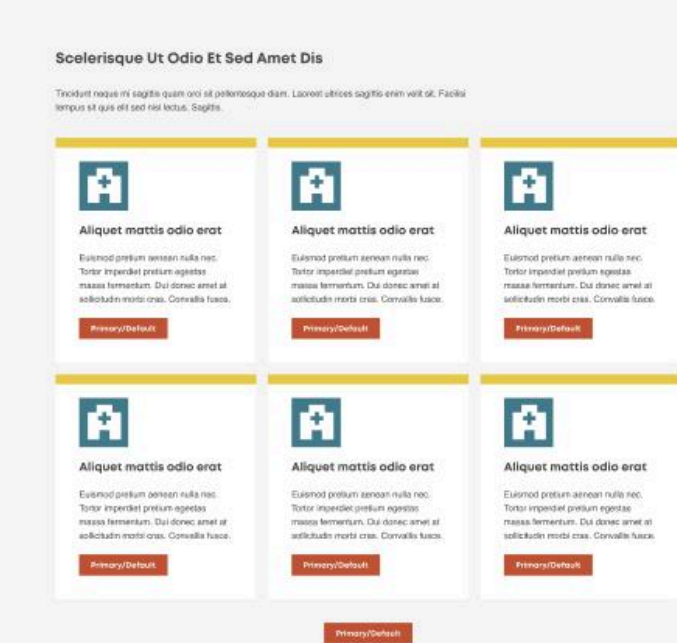 Scelerisque Ut Odio Et Sed Amet Dis
Tincidunt neque mi sagittis quam orci sit pellentesque diam. Laoreet ultrices sagittis enim velit sit. Facilisi
tempus sit quis elit sed nisi lectus. Sagittis.
Aliquet mattis odio erat
Euismod pretium aenean nulla nec.
Tortor imperdiet pretium egestas
massa fermentum. Dui donec amet at
sollicitudin morbi cras. Convallis fusce.
Primary/Default
Aliquet mattis odio erat
Euismod pretium aenean nulla nec.
Tortor imperdiet pretium egestas
massa fermentum. Dui donec amet at
sollicitudin morbi cras. Convallis fusce.
Primary/Default
Aliquet mattis odio erat
Euismod pretium aenean nulla nec.
Tortor imperdiet pretium egestas
massa fermentum. Dui donec amet at
sollicitudin morbi cras. Convallis fusce.
Primary/Default
Aliquet mattis odio erat
Euismod pretium aenean nulla nec.
Tortor imperdiet pretium egestas
massa fermentum. Dui donec amet at
sollicitudin morbi cras. Convallis fusce.
Primary/Default
Aliquet mattis odio erat
Euismod pretium aenean nulla nec.
Tortor imperdiet pretium egestas
massa fermentum. Dui donec amet at
sollicitudin morbi cras. Convallis fusce.
Primary/Default
Aliquet mattis odio erat
Euismod pretium aenean nulla nec.
Tortor imperdiet pretium egestas
massa fermentum. Dui donec amet at
sollicitudin morbi cras. Convallis fusce.
Primary/Default
Primary/Default